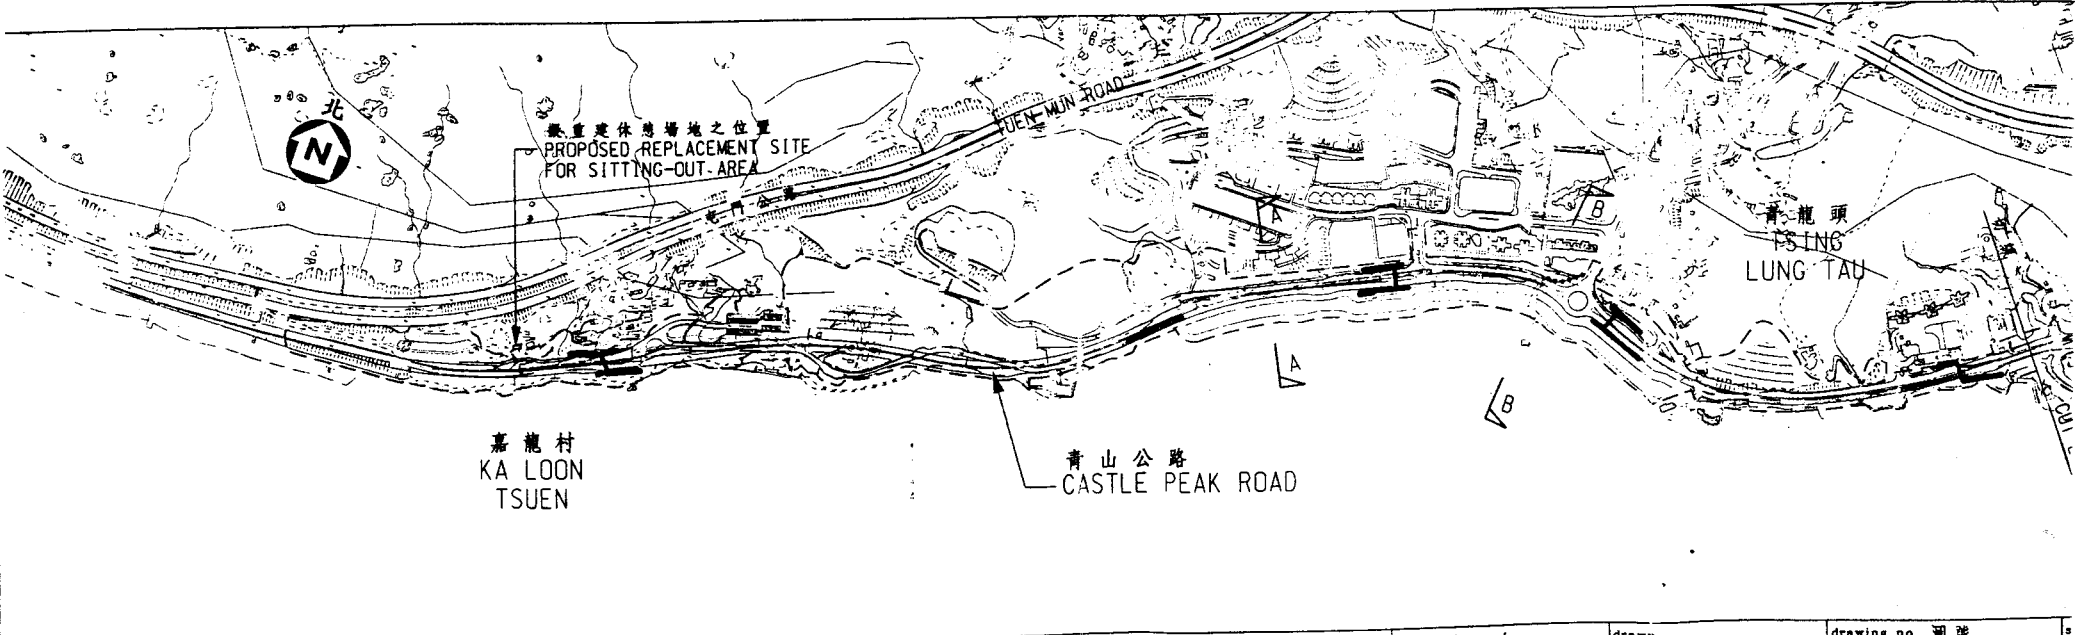 北
N
擬重建休憩場地之位置
PROPOSED REPLACEMENT SITE
FOR SITTING-OUT AREA
TUEN MUN ROAD
屯門公路
A
B
青龍頭
TSING
LUNG TAU
A
B
嘉龍村
KA LOON
TSUEN
青山公路
CASTLE PEAK ROAD
drawn
drawing no. 圖號